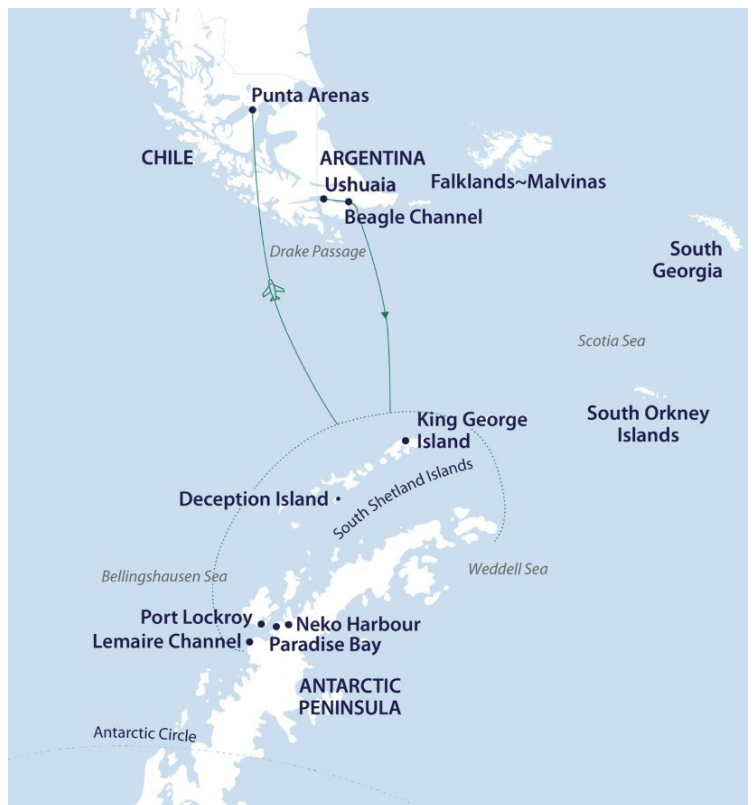 Punta Arenas
CHILE
ARGENTINA
Ushuaia
Falklands~Malvinas
Beagle Channel
Drake Passage
South
Georgia
Scotia Sea
King George
Island
South Orkney
Islands
Deception Island
South Shetland Islands
Bellingshausen Sea
Weddell Sea
Port Lockroy
Neko Harbour
Lemaire Channel
Paradise Bay
ANTARCTIC
PENINSULA
Antarctic Circle